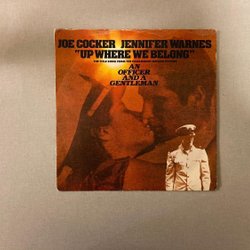 JOE COCKER JENNIFER WARNES
"UP WHERE WE BELONG"
AN
OFFICER
AND A
GENTLEMAN